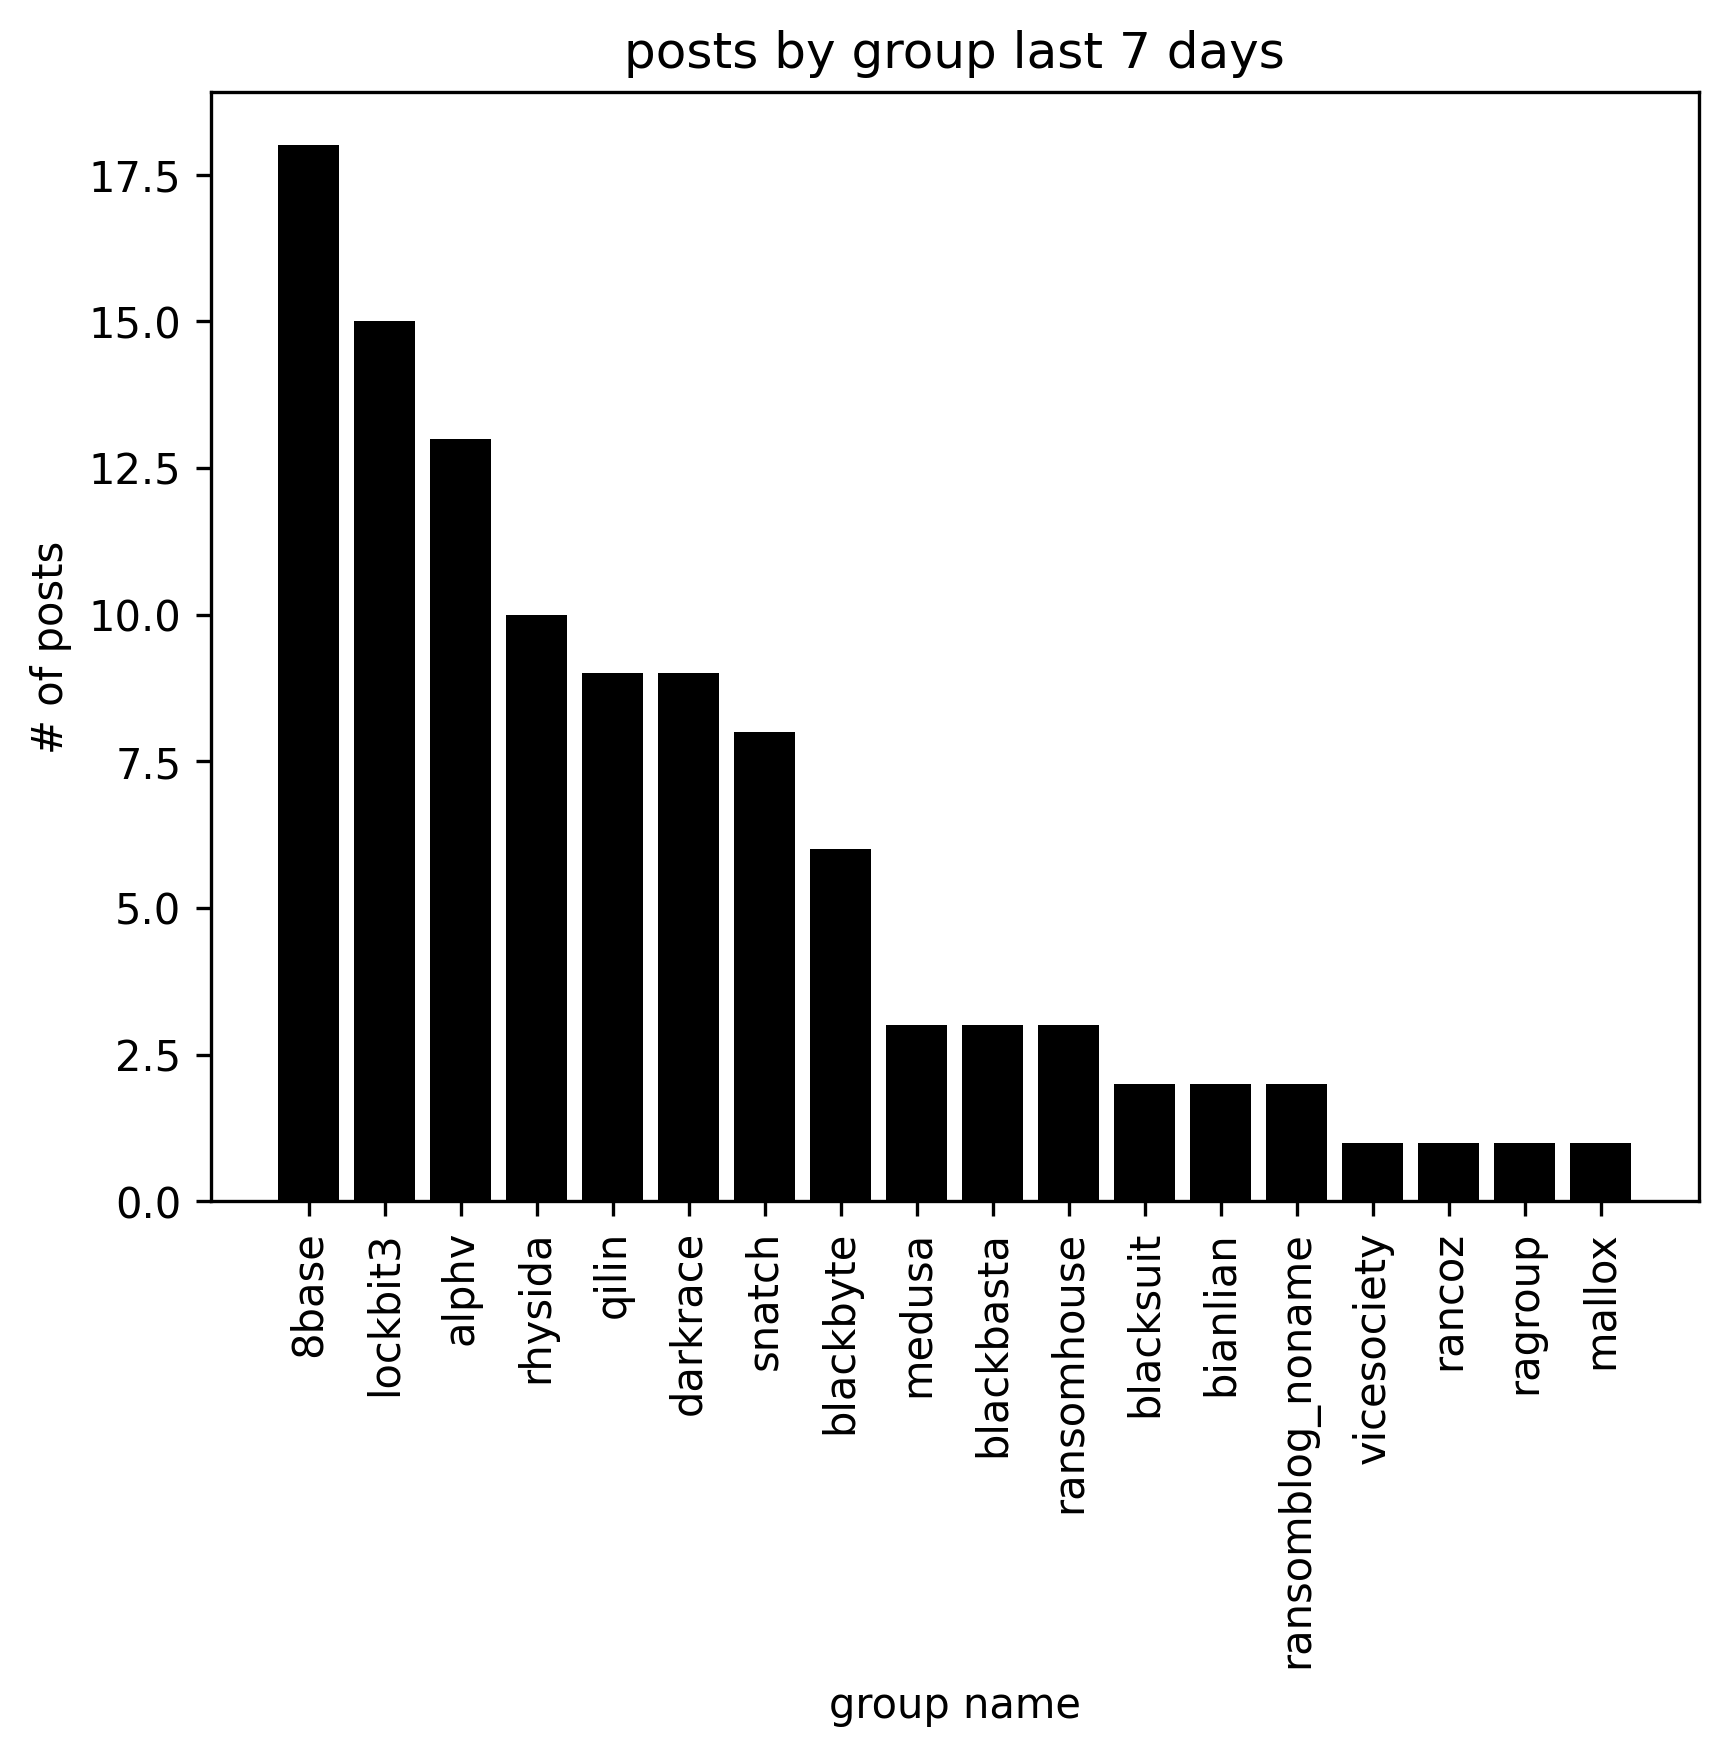 posts by group last 7 days
# of posts
17.5
15.0
12.5
10.0
7.5
5.0
2.5
0.0
8base
lockbit3
alphv
rhysida
qilin
darkrace
snatch
blackbyte
medusa
blackbasta
ransomhouse
blacksuit
bianlian
ransomblog_noname
vicesociety
rancoz
ragroup
mallox
group name